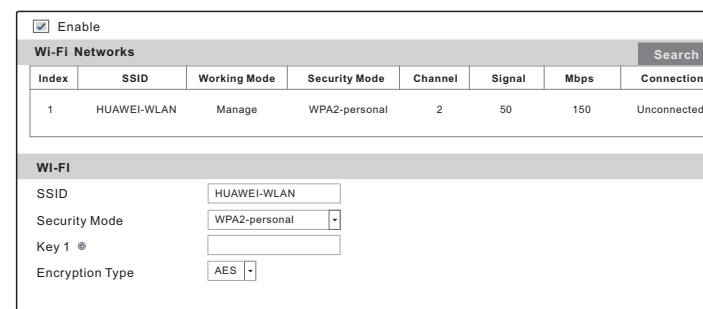 Enable
Wi-Fi Networks Search
Index SSID Working Mode Security Mode Channel Signal Mbps Connection
1 HUAWEI-WLAN Manage WPA2-personal 2 50 150 Unconnected
WI-FI
SSID HUAWEI-WLAN
Security Mode WPA2-personal
Key 1
Encryption Type AES